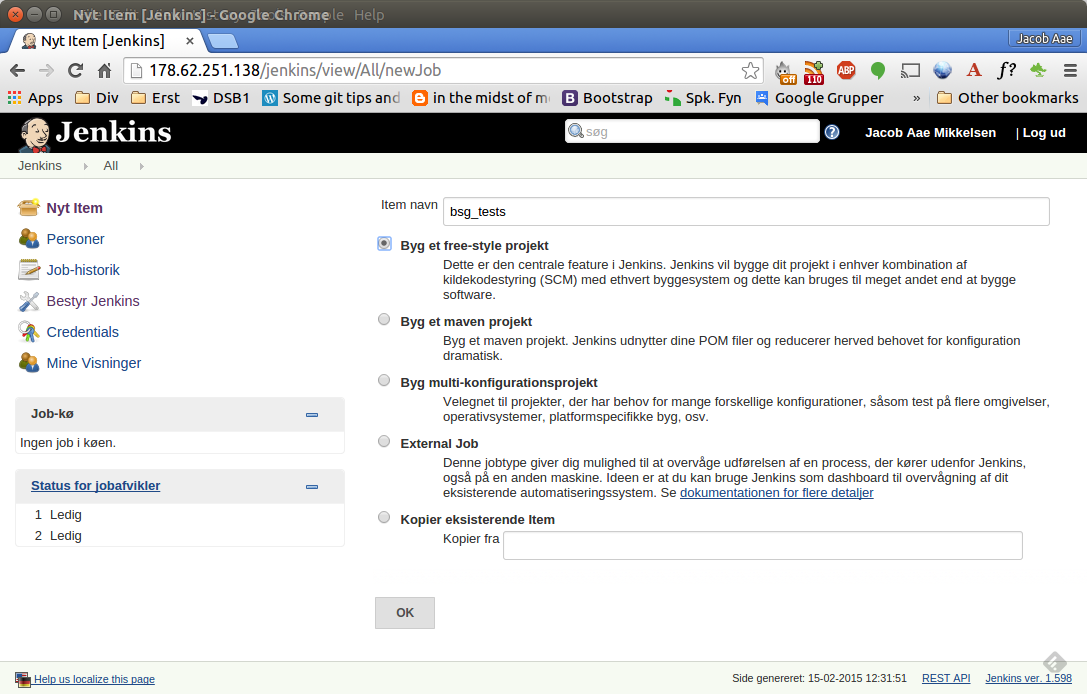 Nyt Item [Jenkins] - Google Chrome Help
Nyt Item [Jenkins]
Jacob Aae
178.62.251.138/jenkins/view/All/newJob
off
110
ABP
A
f?
Apps Div Erst DSB1 Some git tips and in the midst of m Bootstrap Spk. Fyn Google Grupper » Other bookmarks
Jenkins
søg
Jacob Aae Mikkelsen | Log ud
Jenkins All
Nyt Item
Personer
Job-historik
Bestyr Jenkins
Credentials
Mine Visninger
Job-kø
Ingen job i køen.
Status for jobafvikler
1 Ledig
2 Ledig
Item navn bsg_tests
Byg et free-style projekt
Dette er den centrale feature i Jenkins. Jenkins vil bygge dit projekt i enhver kombination af
kildekodestyring (SCM) med ethvert byggesystem og dette kan bruges til meget andet end at bygge
software.
Byg et maven projekt
Byg et maven projekt. Jenkins udnytter dine POM filer og reducerer herved behovet for konfiguration
dramatisk.
Byg multi-konfigurationsprojekt
Velegnet til projekter, der har behov for mange forskellige konfigurationer, såsom test på flere omgivelser,
operativsystemer, platformspecifikke byg, osv.
External Job
Denne jobtype giver dig mulighed til at overvåge udførelsen af en process, der kører udenfor Jenkins,
også på en anden maskine. Ideen er at du kan bruge Jenkins som dashboard til overvågning af dit
eksisterende automatiseringssystem. Se dokumentationen for flere detaljer
Kopier eksisterende Item
Kopier fra
OK
Help us localize this page
Side genereret: 15-02-2015 12:31:51 REST API Jenkins ver. 1.598